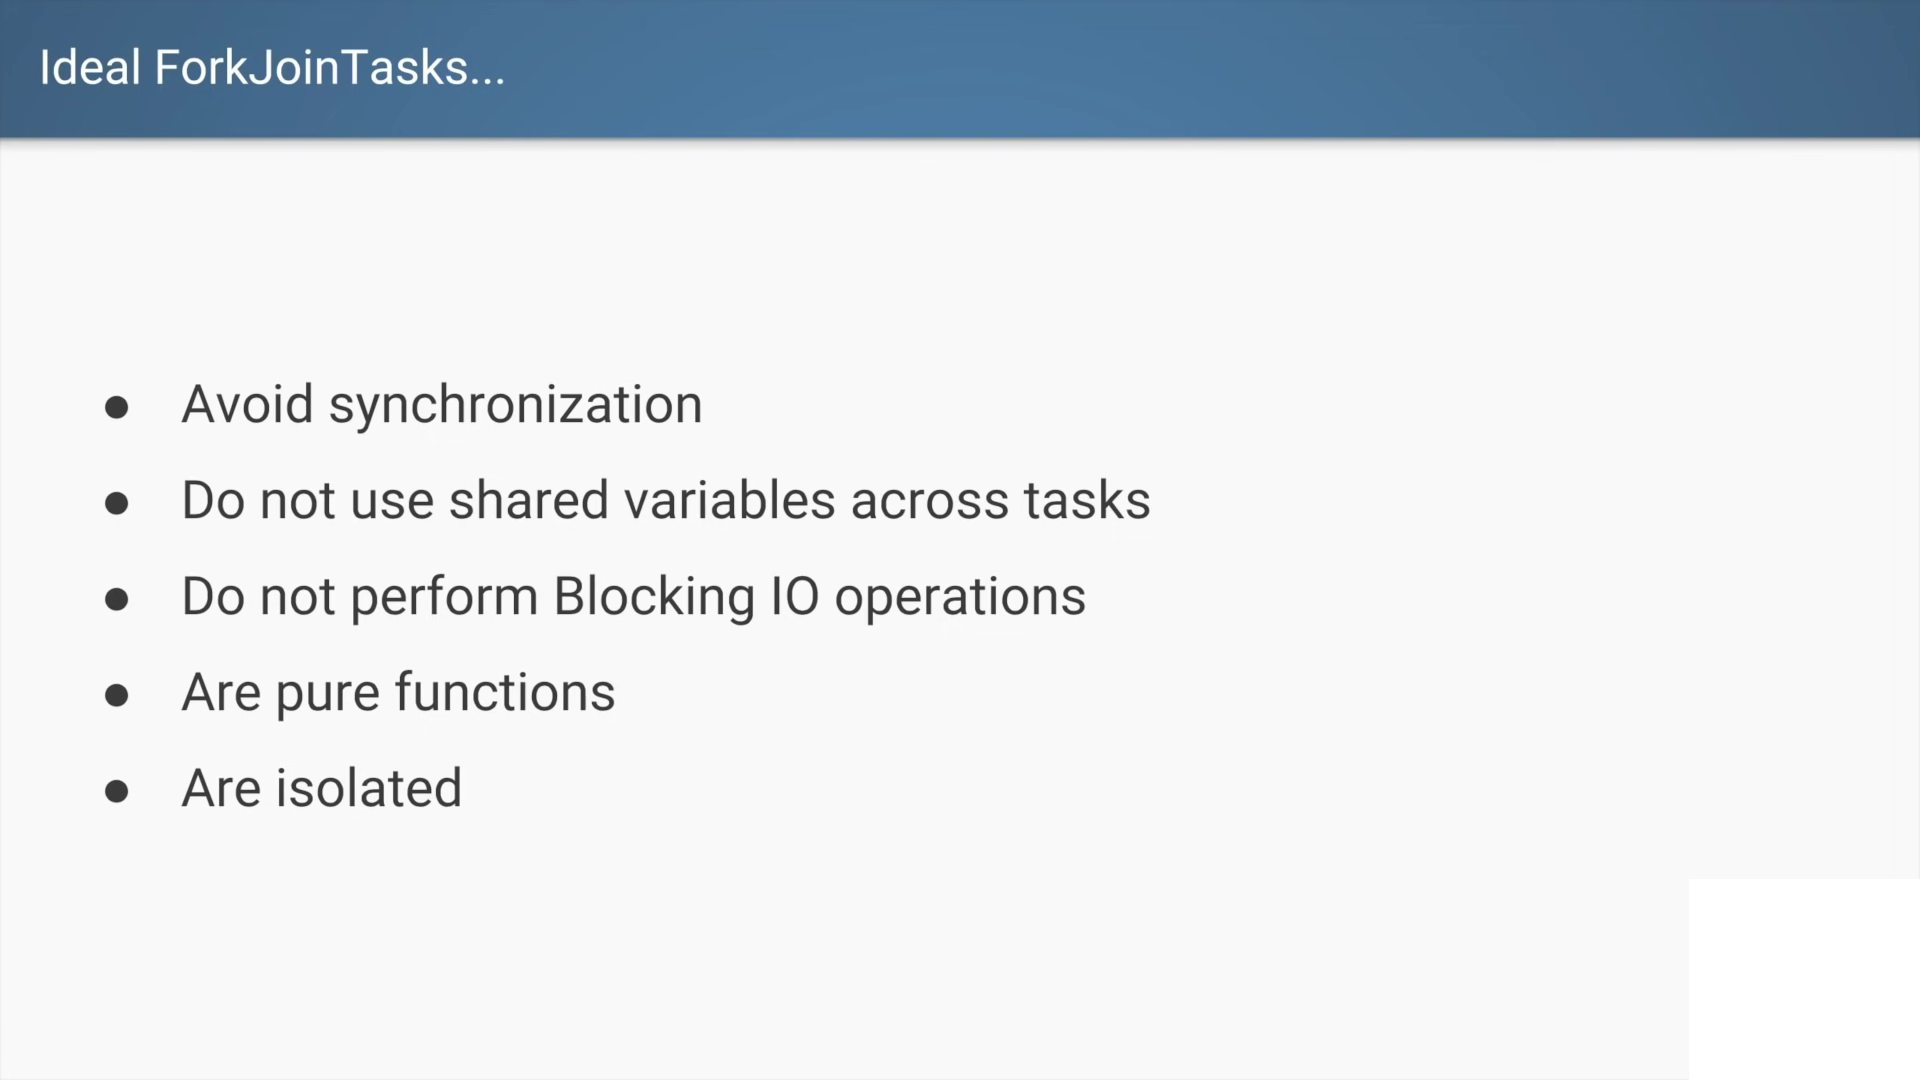 Ideal ForkJoinTasks...
● Avoid synchronization
● Do not use shared variables across tasks
● Do not perform Blocking IO operations
● Are pure functions
● Are isolated